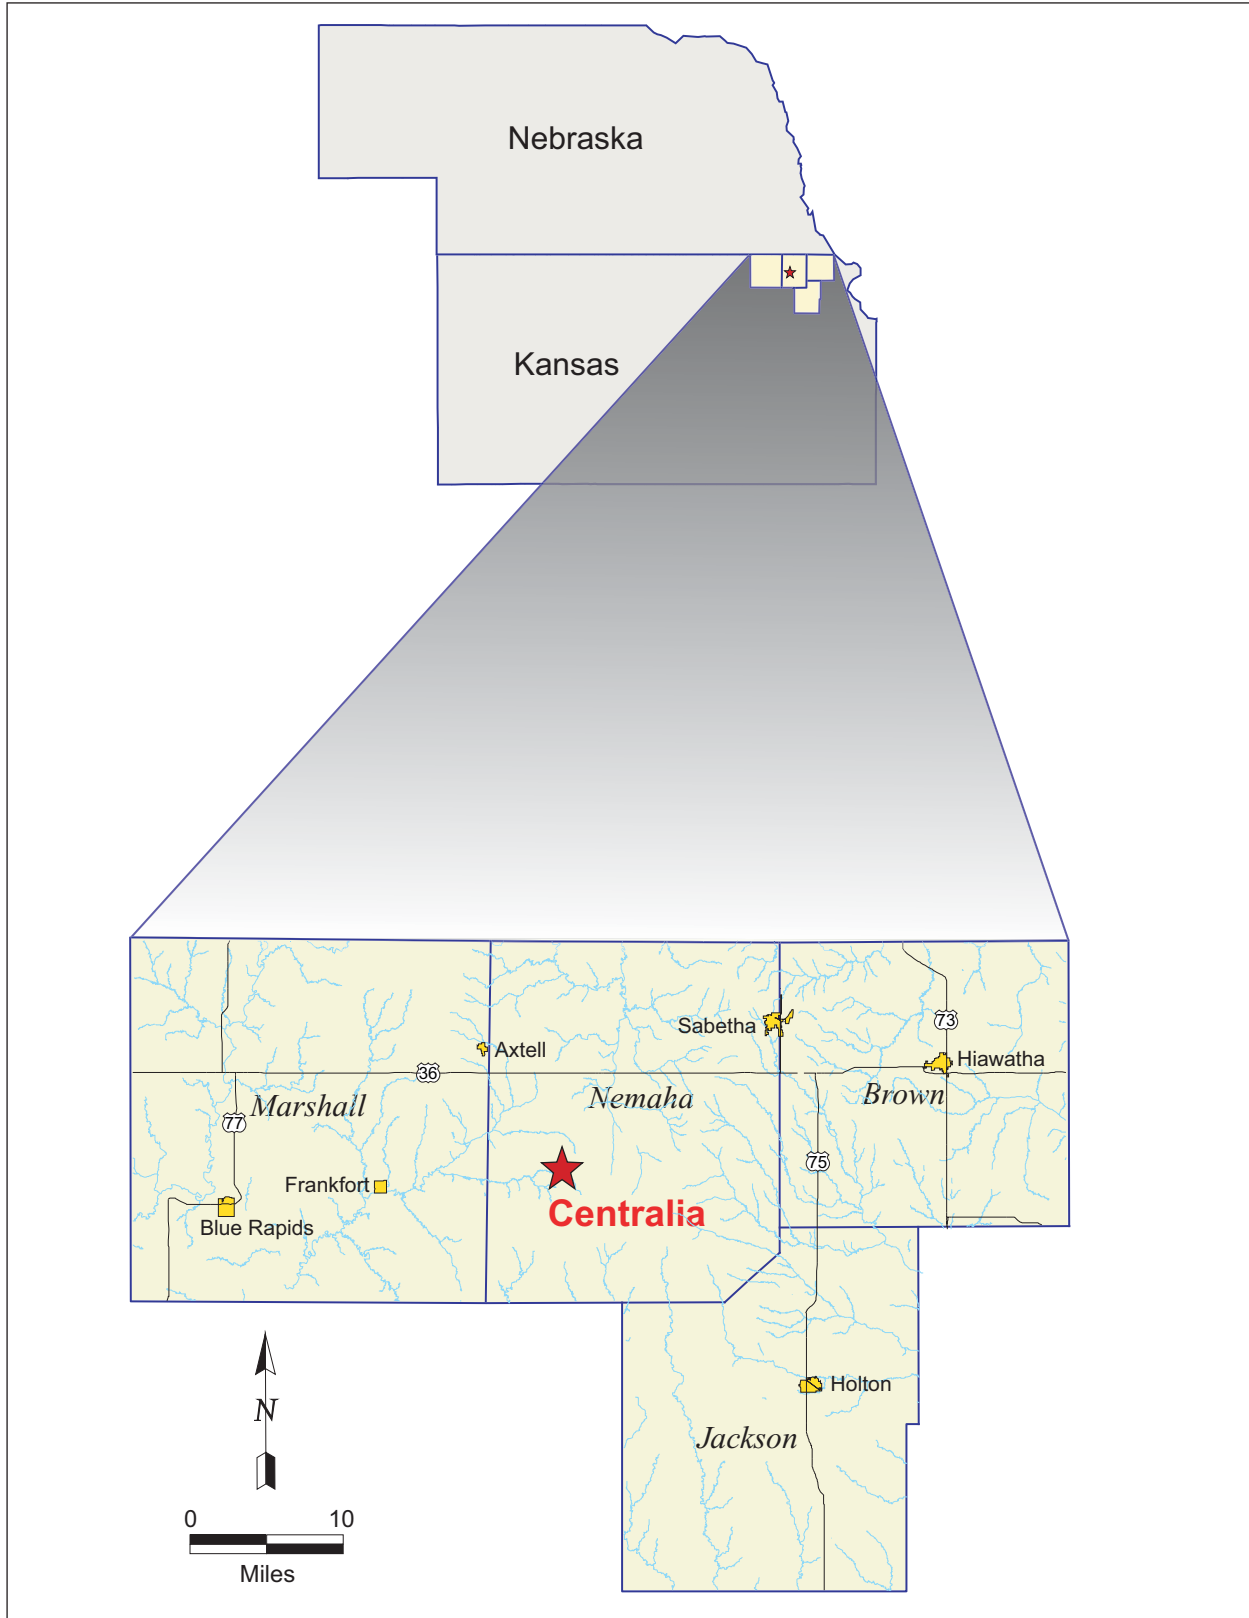 Nebraska
Kansas
Sabetha
73
Axtell
Hiawatha
36
Marshall
Nemaha
Brown
77
75
Frankfort
Centralia
Blue Rapids
Holton
N
Jackson
0 10
Miles